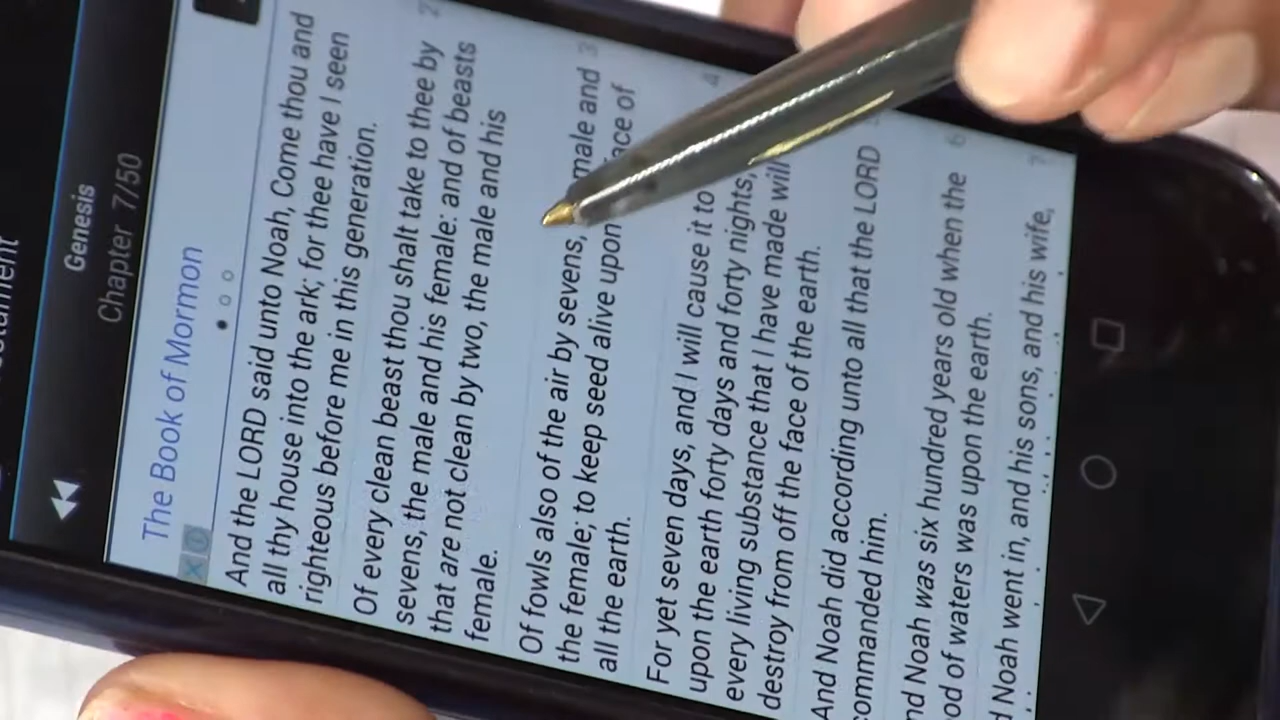 Genesis
Chapter 7/50
The Book of Mormon
And the LORD said unto Noah, Come thou and
all thy house into the ark; for thee have I seen
righteous before me in this generation.
2
Of every clean beast thou shalt take to thee by
sevens, the male and his female: and of beasts
that are not clean by two, the male and his
female.
3
Of fowls also of the air by sevens, male and
the female; to keep seed alive upon ace of
all the earth.
4
For yet seven days, and I will cause it to
upon the earth forty days and forty nights,
every living substance that I have made will
destroy from off the face of the earth.
And Noah did according unto all that the LORD
commanded him.
6
nd Noah was six hundred years old when the
od of waters was upon the earth.
7
d Noah went in, and his sons, and his wife,